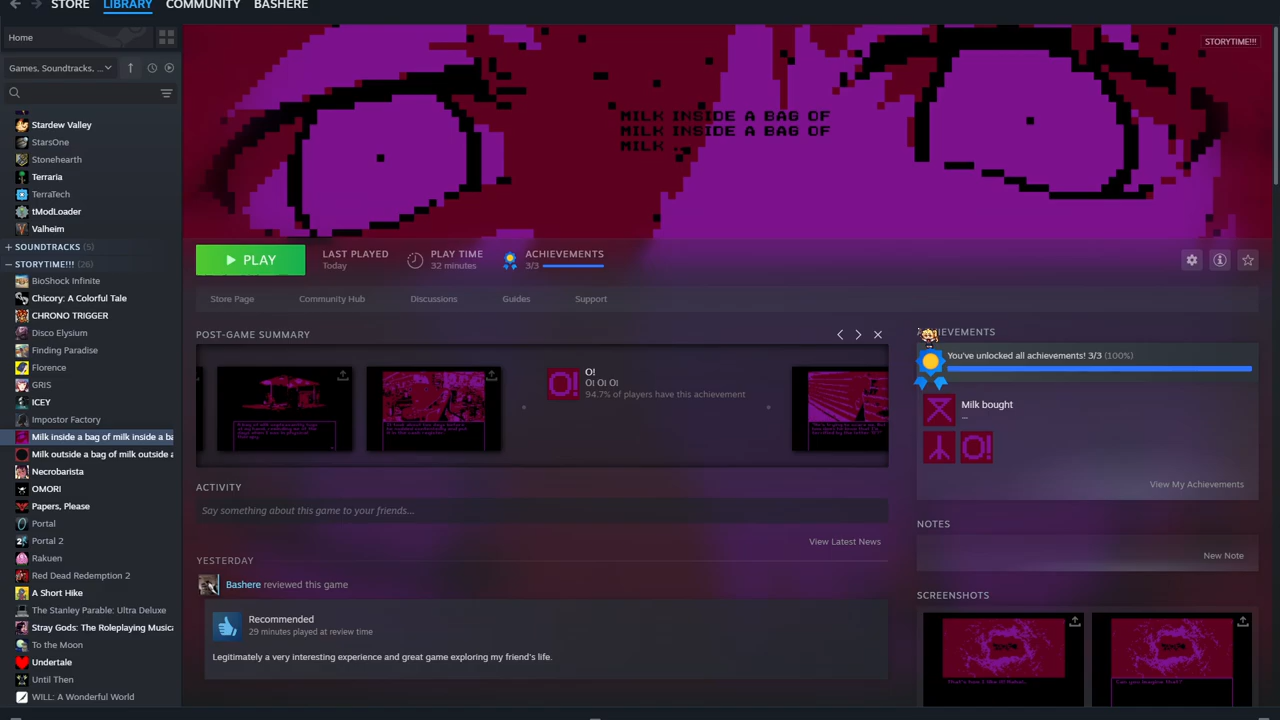 STORE LIBRARY COMMUNITY BASHERE
Home
Games, Soundtracks, ...
Stardew Valley
StarsOne
Stonehearth
Terraria
TerraTech
tModLoader
Valheim
SOUNDTRACKS (5)
STORYTIME!!! (26)
BioShock Infinite
Chicory: A Colorful Tale
CHRONO TRIGGER
Disco Elysium
Finding Paradise
Florence
GRIS
ICEY
Impostor Factory
Milk inside a bag of milk inside a ba
Milk outside a bag of milk outside a
Necrobarista
OMORI
Papers, Please
Portal
Portal 2
Rakuen
Red Dead Redemption 2
A Short Hike
The Stanley Parable: Ultra Deluxe
Stray Gods: The Roleplaying Musica
To the Moon
Undertale
Until Then
WILL: A Wonderful World
STORYTIME!!!
MILK INSIDE A BAG OF
MILK INSIDE A BAG OF
MILK ...
PLAY
LAST PLAYED
Today
PLAY TIME
32 minutes
ACHIEVEMENTS
3/3
Store Page Community Hub Discussions Guides Support
POST-GAME SUMMARY
O!
O! O! O!
94.7% of players have this achievement
O!
ACTIVITY
Say something about this game to your friends...
View Latest News
YESTERDAY
Bashere reviewed this game
Recommended
29 minutes played at review time
Legitimately a very interesting experience and great game exploring my friend's life.
ACHIEVEMENTS
You've unlocked all achievements! 3/3 (100%)
Milk bought
...
O!
View My Achievements
NOTES
New Note
SCREENSHOTS
That's how I like it! Haha!
Can you imagine that?